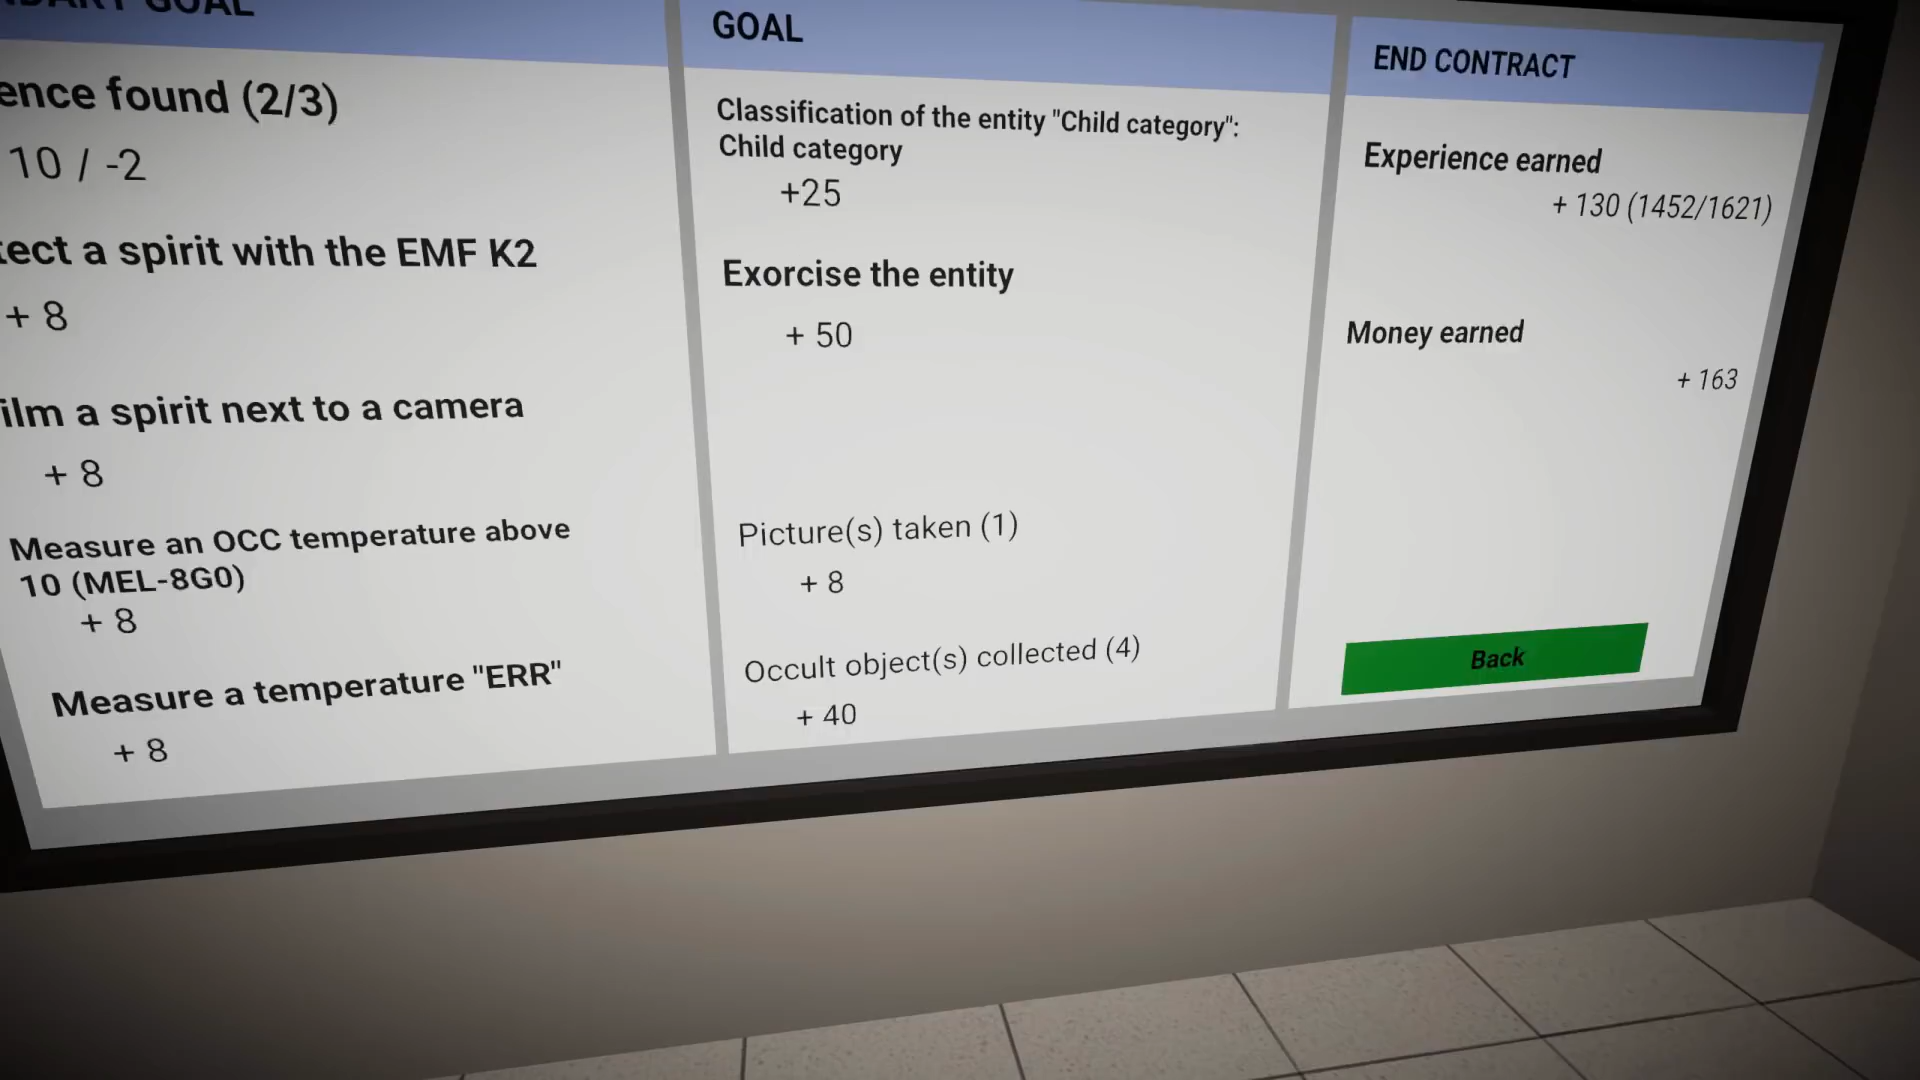 GOAL
ence found (2/3)
10 / -2
tect a spirit with the EMF K2
+ 8
ilm a spirit next to a camera
+ 8
Measure an OCC temperature above
10 (MEL-8G0)
+ 8
Measure a temperature "ERR"
+ 8
GOAL
Classification of the entity "Child category":
Child category
+25
Exorcise the entity
+ 50
Picture(s) taken (1)
+ 8
Occult object(s) collected (4)
+ 40
END CONTRACT
Experience earned
+ 130 (1452/1621)
Money earned
+ 163
Back